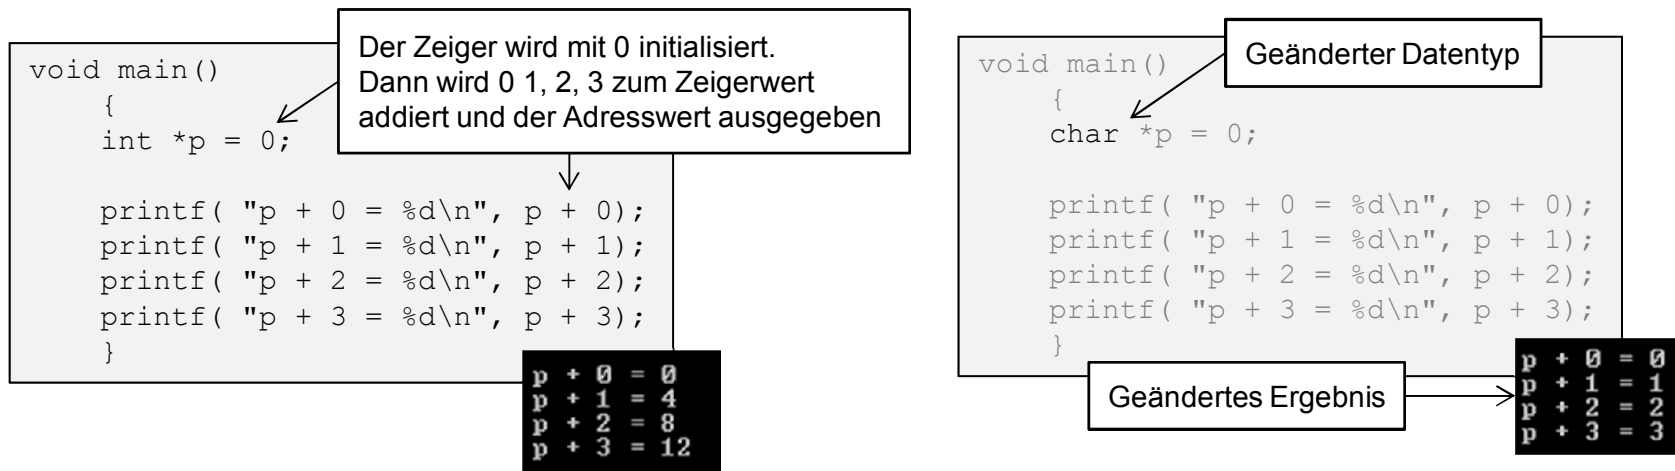 Der Zeiger wird mit 0 initialisiert.
Dann wird 0 1, 2, 3 zum Zeigerwert
addiert und der Adresswert ausgegeben
void main()
{
int *p = 0;
printf( "p + 0 = %d\n", p + 0);
printf( "p + 1 = %d\n", p + 1);
printf( "p + 2 = %d\n", p + 2);
printf( "p + 3 = %d\n", p + 3);
}
p + 0 = 0
p + 1 = 4
p + 2 = 8
p + 3 = 12
Geänderter Datentyp
void main()
{
char *p = 0;
printf( "p + 0 = %d\n", p + 0);
printf( "p + 1 = %d\n", p + 1);
printf( "p + 2 = %d\n", p + 2);
printf( "p + 3 = %d\n", p + 3);
}
Geändertes Ergebnis
p + 0 = 0
p + 1 = 1
p + 2 = 2
p + 3 = 3